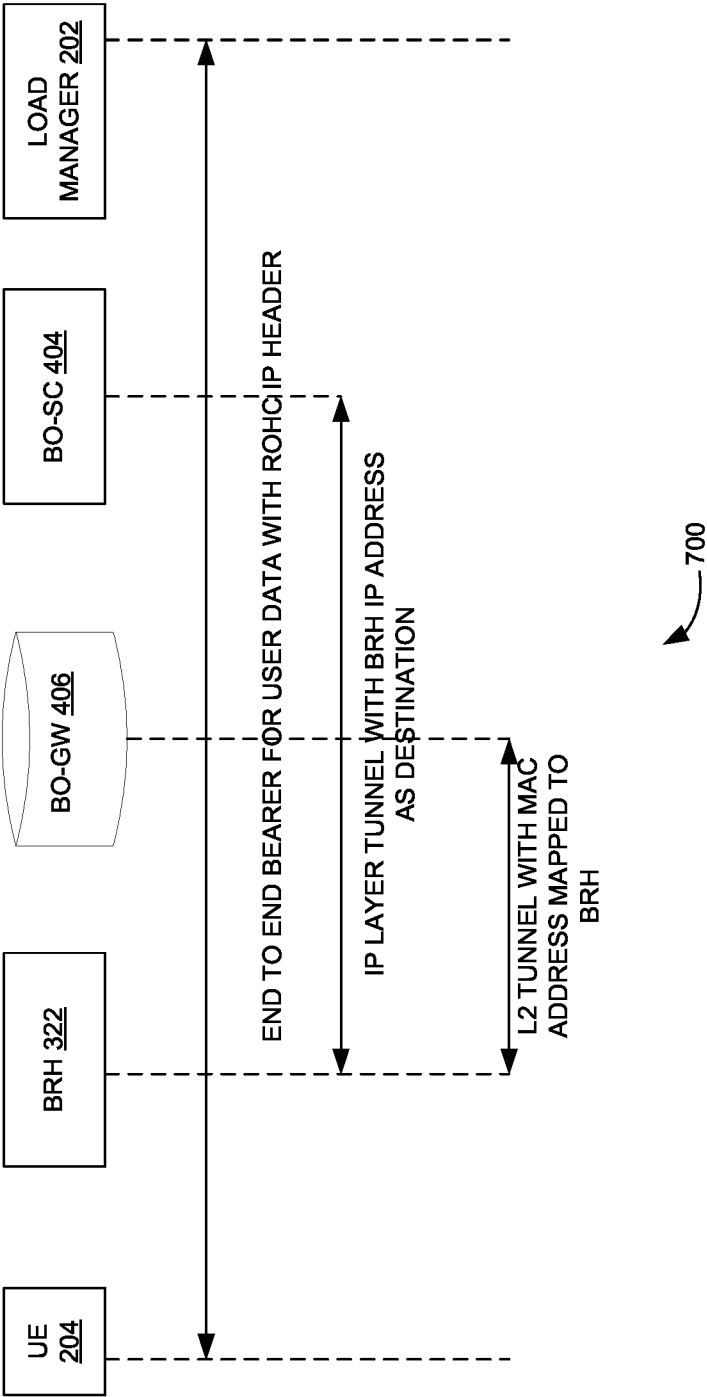 UE
204
BRH 322
BO-GW 406
BO-SC 404
LOAD
MANAGER 202
END TO END BEARER FOR USER DATA WITH ROHC IP HEADER
IP LAYER TUNNEL WITH BRH IP ADDRESS
AS DESTINATION
L2 TUNNEL WITH MAC
ADDRESS MAPPED TO
BRH
700